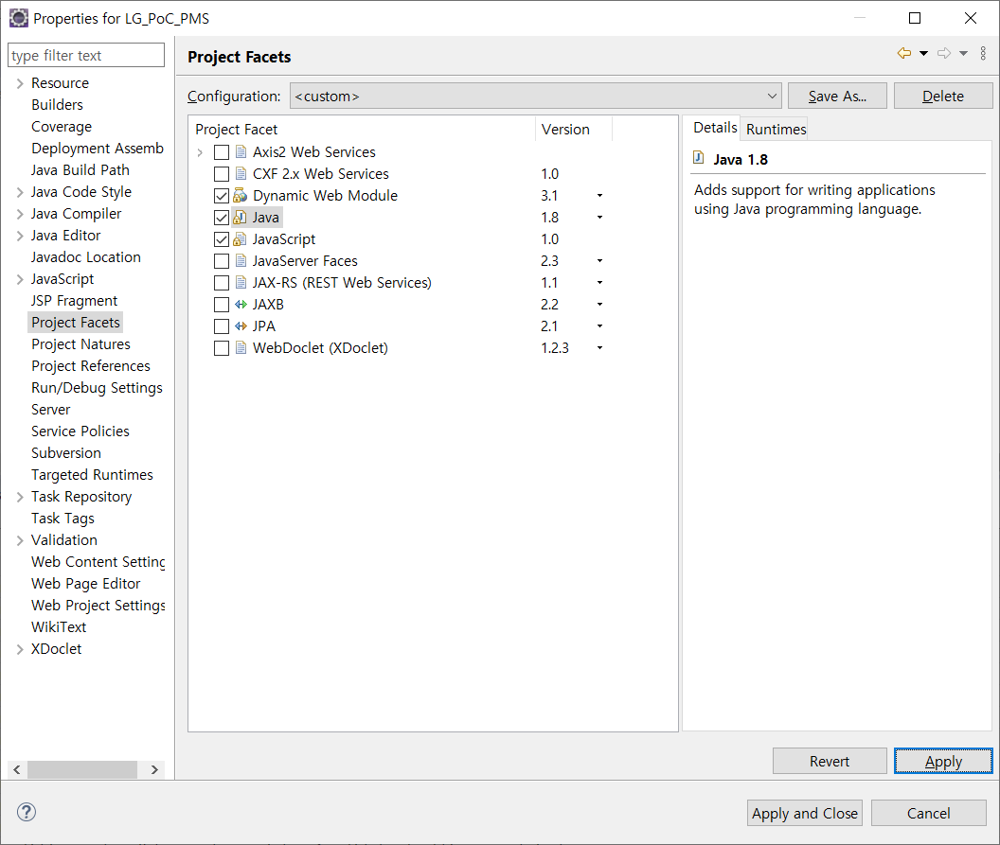 Properties for LG_PoC_PMS
type filter text
Resource
Builders
Coverage
Deployment Assemb
Java Build Path
Java Code Style
Java Compiler
Java Editor
Javadoc Location
JavaScript
JSP Fragment
Project Facets
Project Natures
Project References
Run/Debug Settings
Server
Service Policies
Subversion
Targeted Runtimes
Task Repository
Task Tags
Validation
Web Content Setting
Web Page Editor
Web Project Settings
WikiText
XDoclet
Project Facets
Configuration: <custom> Save As... Delete
Project Facet Version
Axis2 Web Services
CXF 2.x Web Services 1.0
Dynamic Web Module 3.1
Java 1.8
JavaScript 1.0
JavaServer Faces 2.3
JAX-RS (REST Web Services) 1.1
JAXB 2.2
JPA 2.1
WebDoclet (XDoclet) 1.2.3
Details Runtimes
Java 1.8
Adds support for writing applications
using Java programming language.
Revert Apply
Apply and Close Cancel